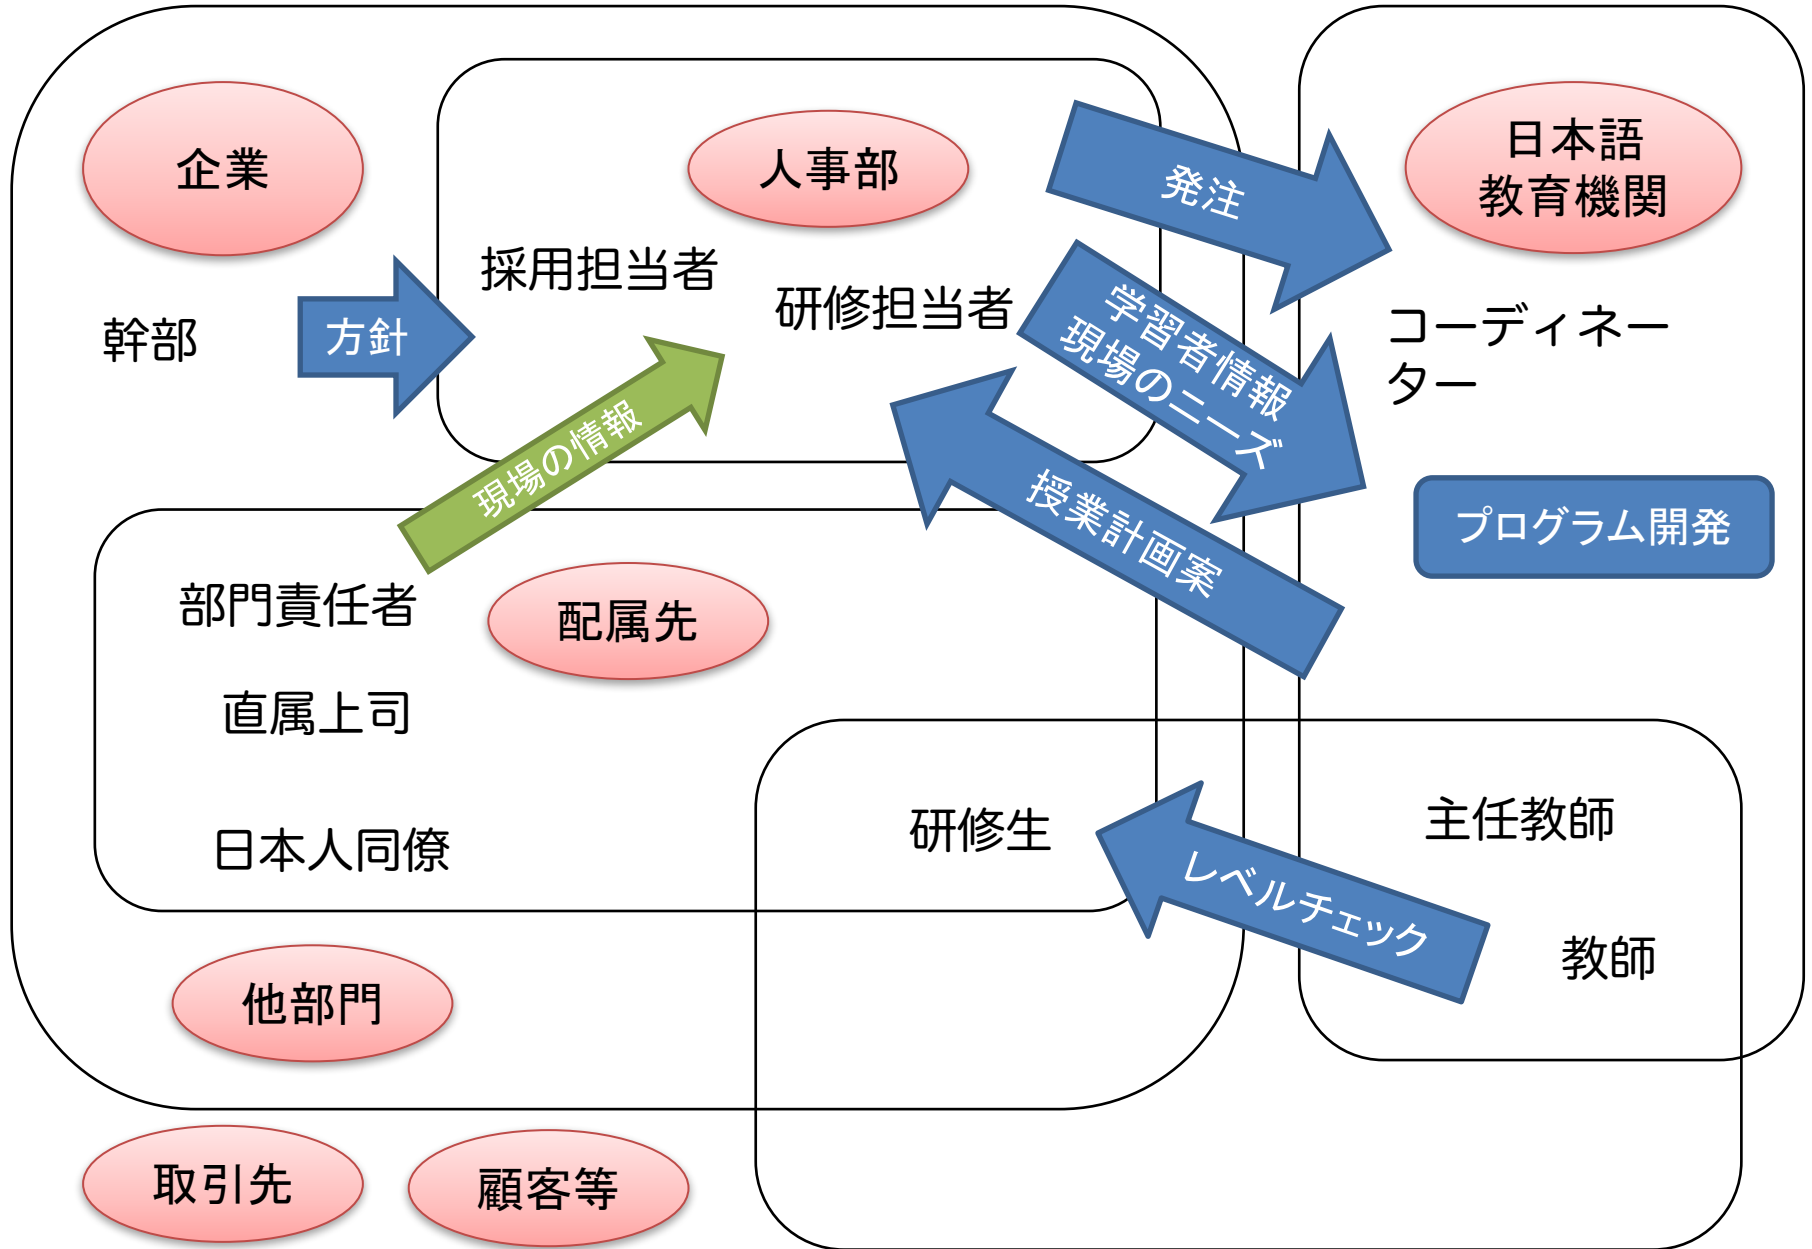 企業
人事部
発注
日本語
教育機関
採用担当者
研修担当者
幹部
方針
学習者情報
現場のニーズ
コーディネー
ター
現場の情報
授業計画案
プログラム開発
部門責任者
配属先
直属上司
日本人同僚
研修生
主任教師
レベルチェック
教師
他部門
取引先
顧客等